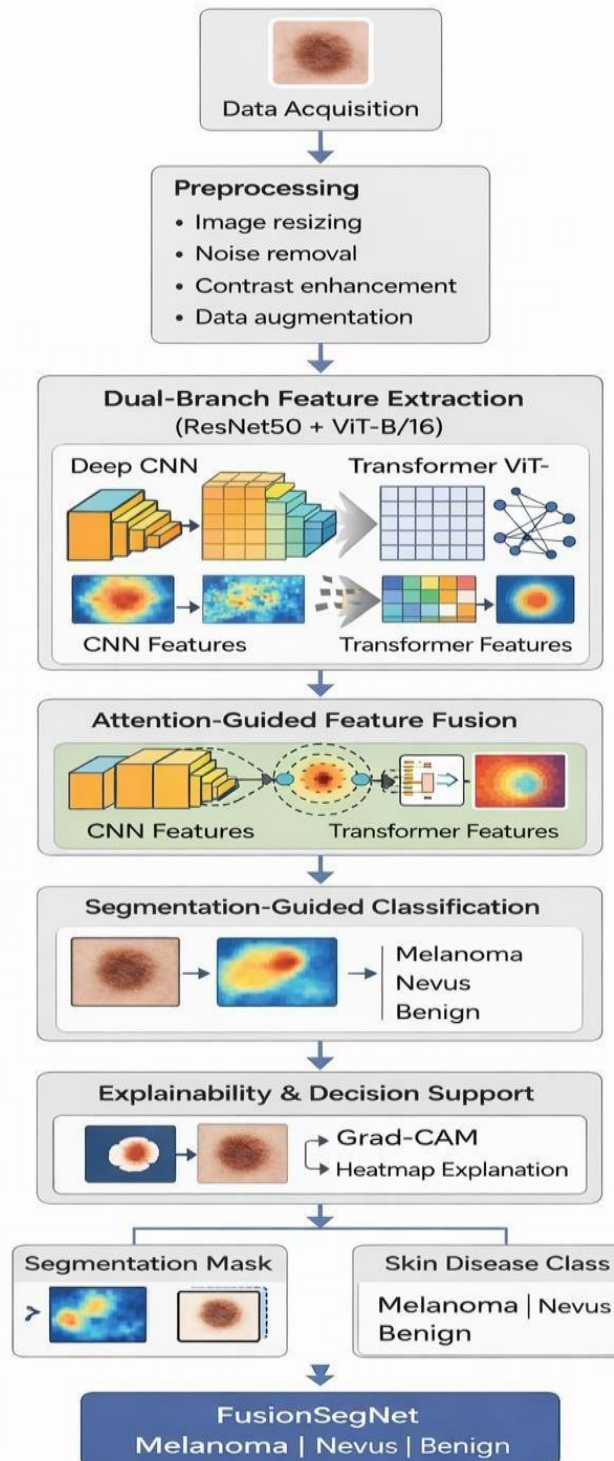 Data Acquisition
Preprocessing
• Image resizing
• Noise removal
• Contrast enhancement
• Data augmentation
Dual-Branch Feature Extraction
(ResNet50 + ViT-B/16)
Deep CNN
Transformer ViT-
CNN Features
Transformer Features
Attention-Guided Feature Fusion
CNN Features
Transformer Features
Segmentation-Guided Classification
Melanoma
Nevus
Benign
Explainability & Decision Support
Grad-CAM
Heatmap Explanation
Segmentation Mask
Skin Disease Class
Melanoma | Nevus
Benign
FusionSegNet
Melanoma | Nevus | Benign